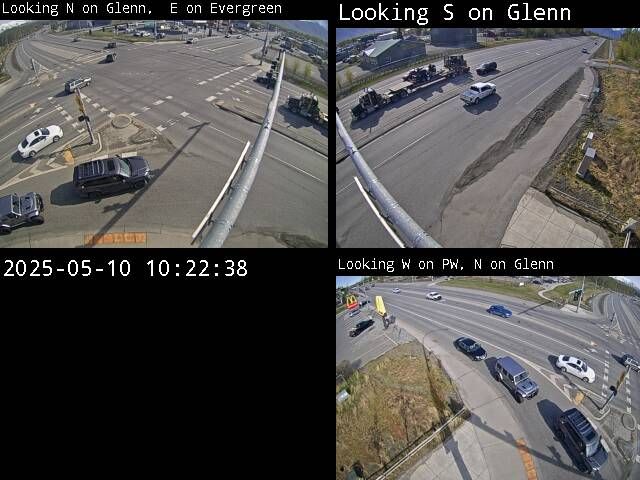 Looking N on Glenn, E on Evergreen
Looking S on Glenn
2025-05-10 10:22:38
Looking W on PW, N on Glenn